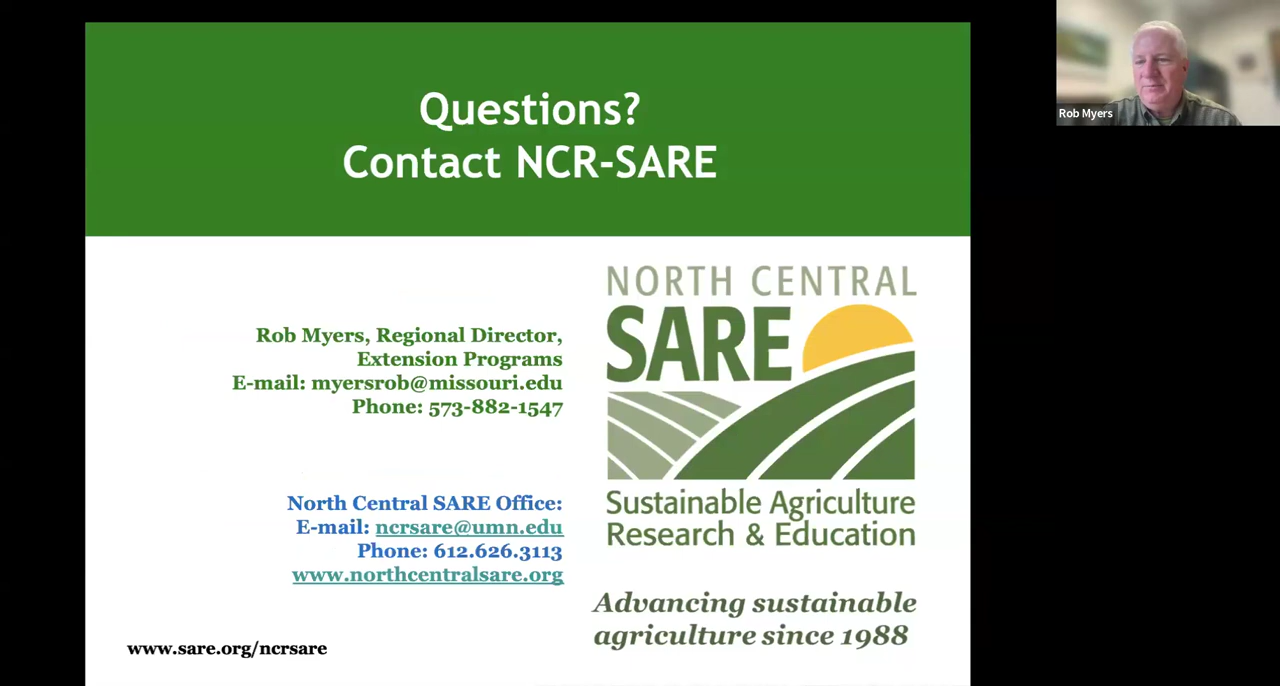 Questions?
Contact NCR-SARE
Rob Myers
NORTH CENTRAL
SARE
Rob Myers, Regional Director,
Extension Programs
E-mail: myersrob@missouri.edu
Phone: 573-882-1547
North Central SARE Office:
E-mail: ncrsare@umn.edu
Phone: 612.626.3113
www.northcentralsare.org
Sustainable Agriculture
Research & Education
Advancing sustainable
agriculture since 1988
www.sare.org/ncrsare